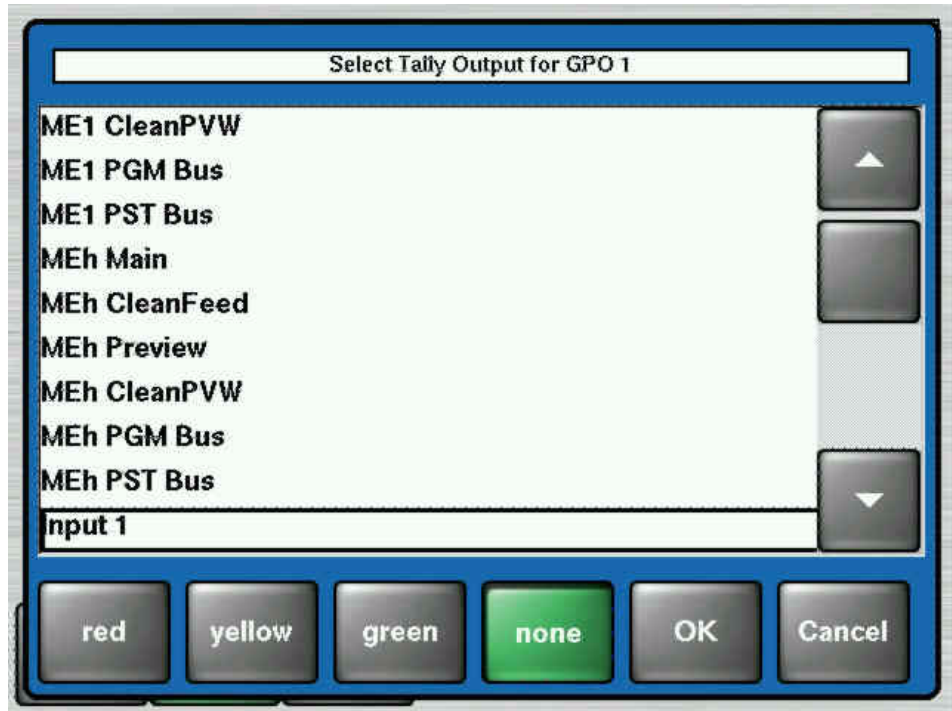 Select Tally Output for GPO 1
ME1 CleanPVW
ME1 PGM Bus
ME1 PST Bus
MEh Main
MEh CleanFeed
MEh Preview
MEh CleanPVW
MEh PGM Bus
MEh PST Bus
Input 1
red yellow green none OK Cancel